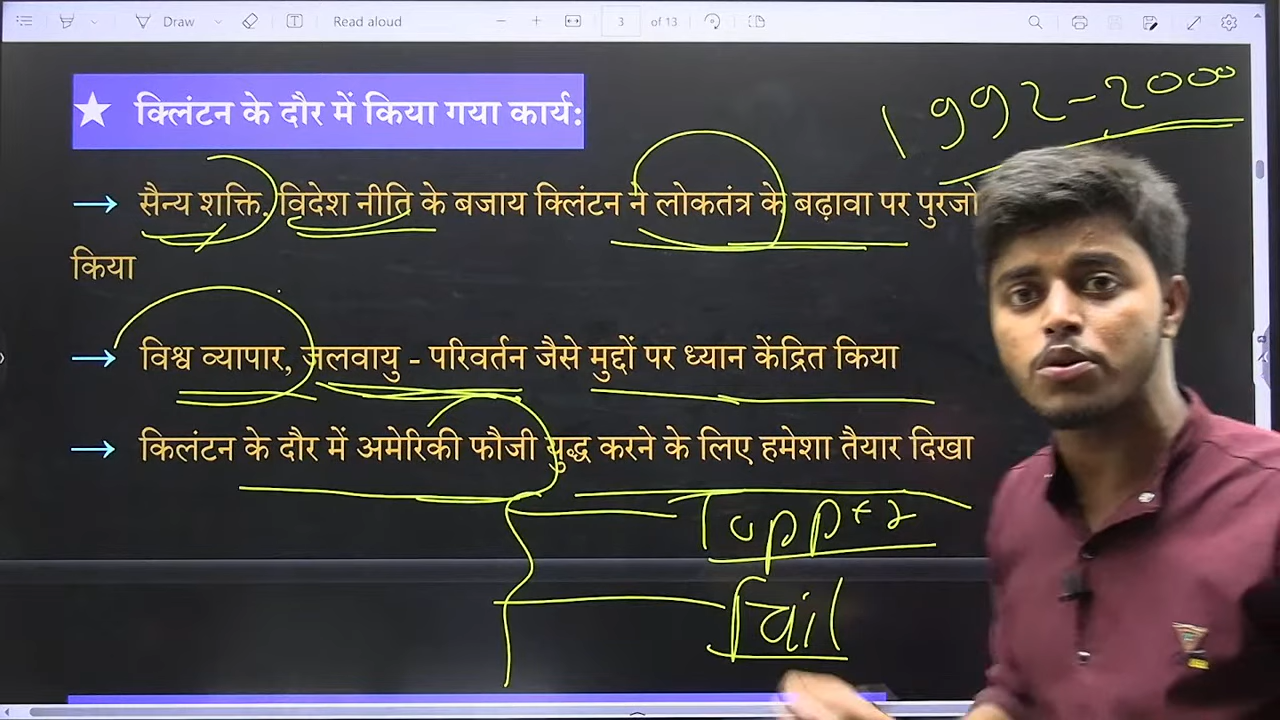 Draw
Read aloud
3 of 13
★ क्लिंटन के दौर में किया गया कार्य:
1992-2000
→ सैन्य शक्ति, विदेश नीति के बजाय क्लिंटन ने लोकतंत्र के बढ़ावा पर पुरजो
किया
→ विश्व व्यापार, जलवायु - परिवर्तन जैसे मुद्दों पर ध्यान केंद्रित किया
→ किलंटन के दौर में अमेरिकी फौजी युद्ध करने के लिए हमेशा तैयार दिखा
Topper
Fail